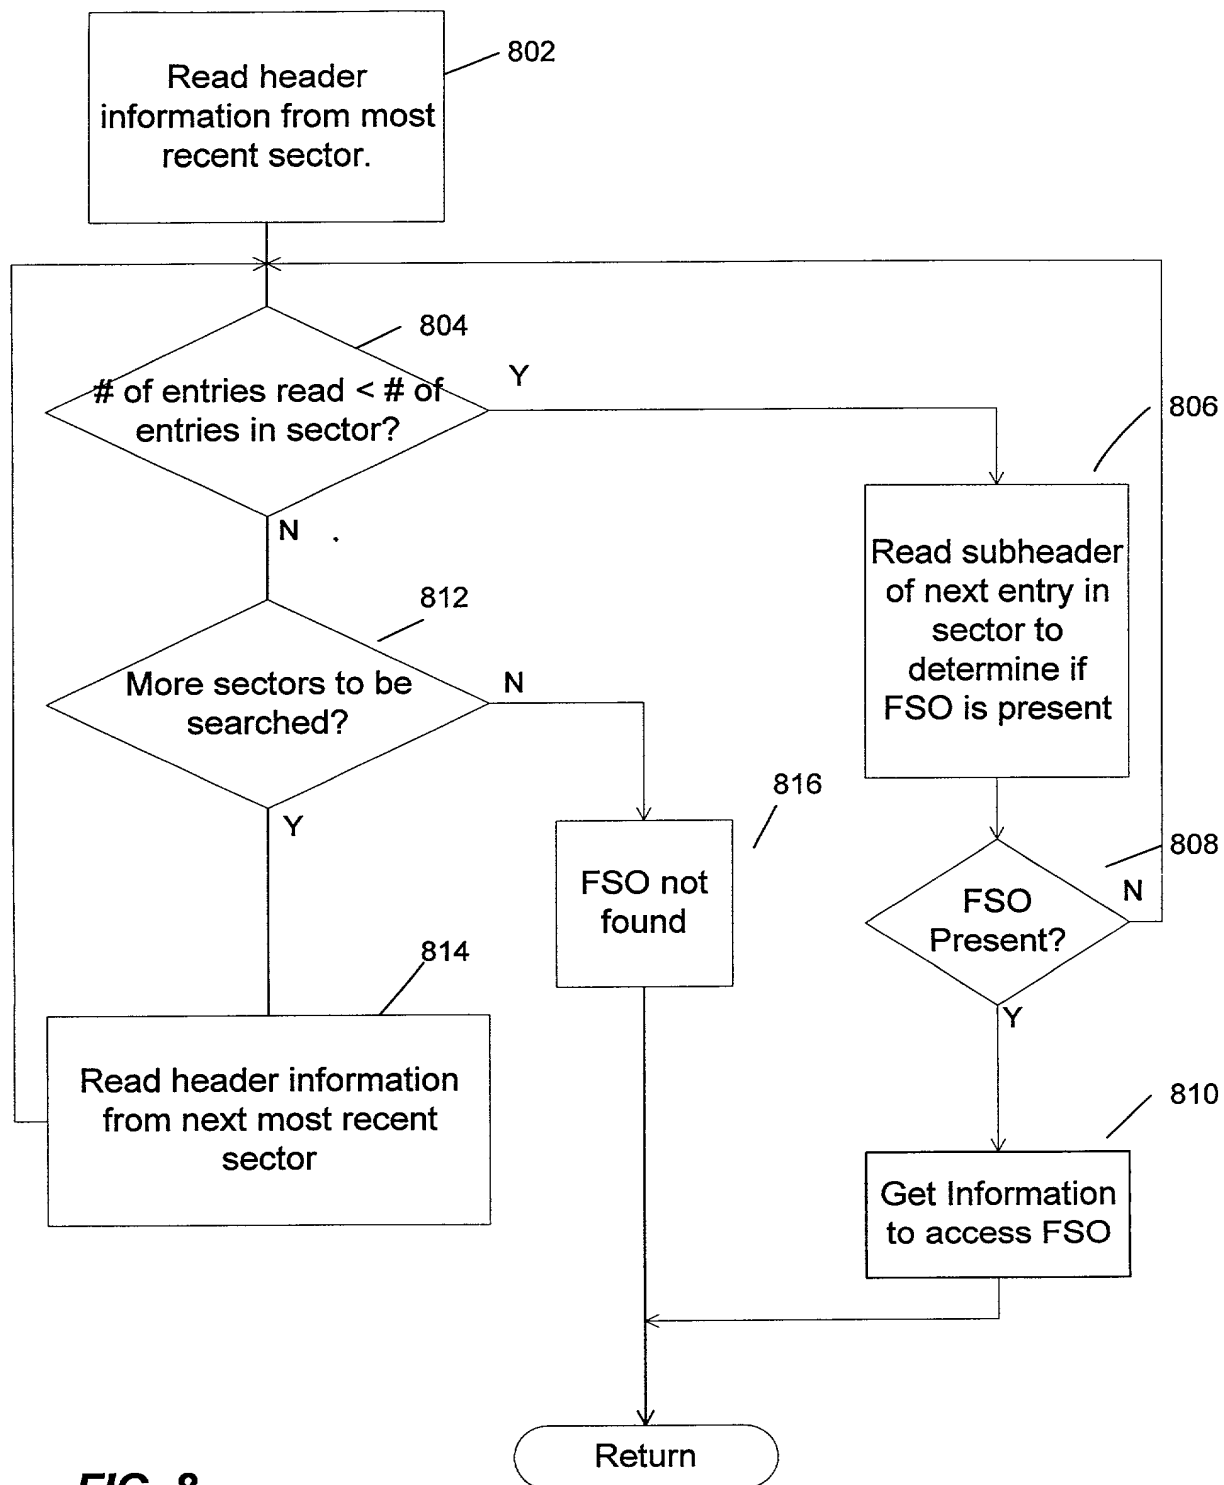 Read header
information from most
recent sector.
802
804
# of entries read < # of
entries in sector?
Y
806
N
Read subheader
of next entry in
sector to
determine if
FSO is present
812
More sectors to be
searched?
N
816
Y
FSO not
found
808
FSO
Present?
N
Y
814
Read header information
from next most recent
sector
810
Get Information
to access FSO
Return
FIG. 8